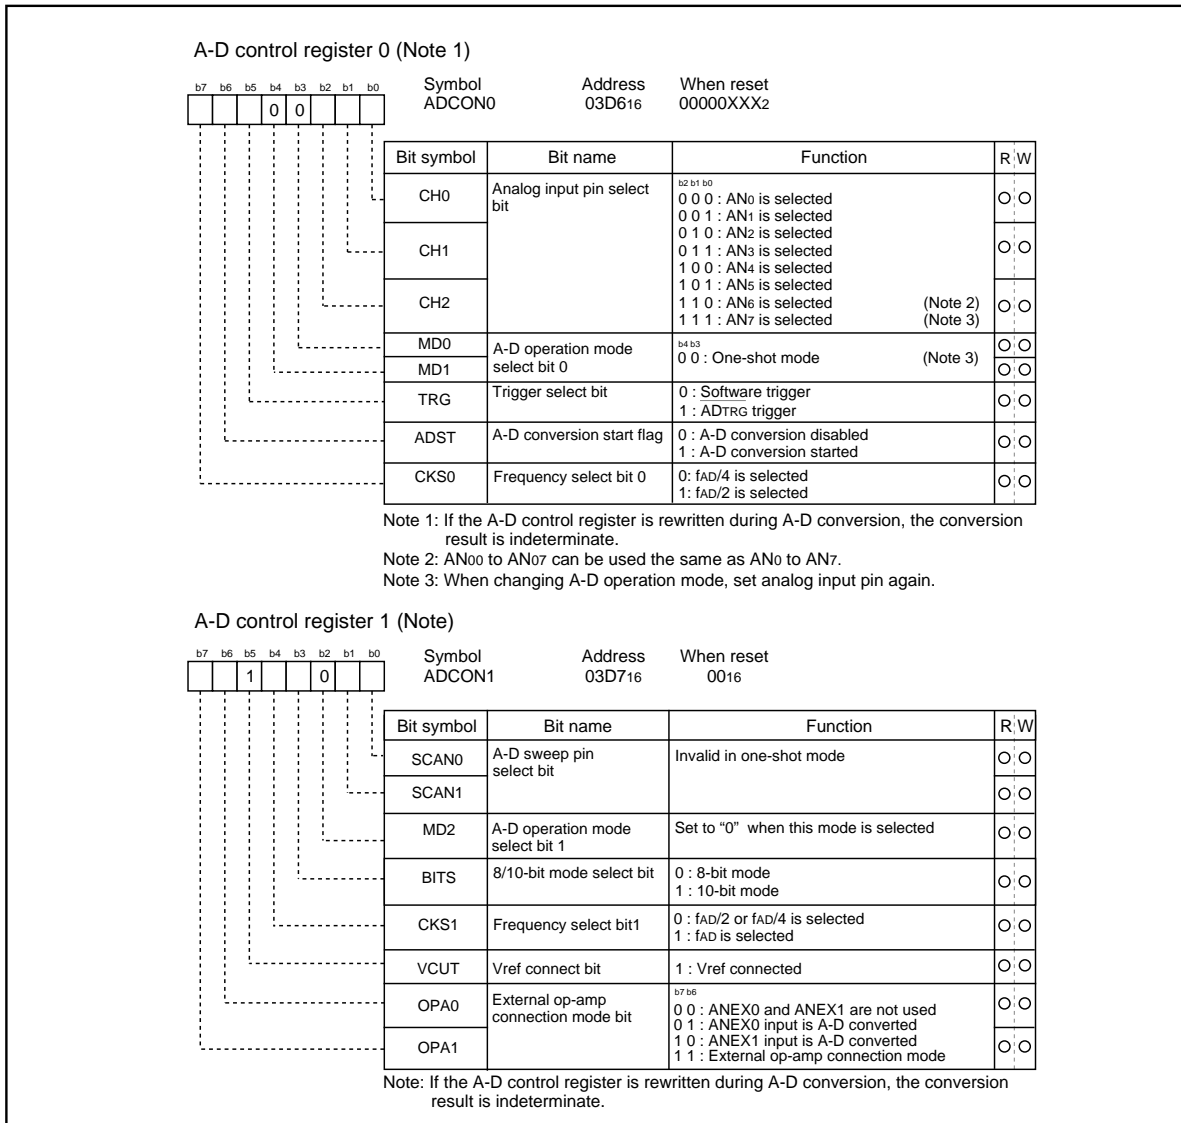 A-D control register 0 (Note 1)
b7 b6 b5 b4 b3 b2 b1 b0
0 0
Symbol Address When reset
ADCON0 03D616 00000XXX2
Bit symbol Bit name Function R W
CH0 Analog input pin select bit
b2 b1 b0
0 0 0 : AN0 is selected
0 0 1 : AN1 is selected
0 1 0 : AN2 is selected
CH1
0 1 1 : AN3 is selected
1 0 0 : AN4 is selected
1 0 1 : AN5 is selected
CH2
1 1 0 : AN6 is selected (Note 2)
1 1 1 : AN7 is selected (Note 3)
MD0 A-D operation mode
MD1 select bit 0
b4 b3
0 0 : One-shot mode (Note 3)
TRG Trigger select bit 0 : Software trigger
1 : ADTRG trigger
ADST A-D conversion start flag 0 : A-D conversion disabled
1 : A-D conversion started
CKS0 Frequency select bit 0 0: fAD/4 is selected
1: fAD/2 is selected
Note 1: If the A-D control register is rewritten during A-D conversion, the conversion
result is indeterminate.
Note 2: AN00 to AN07 can be used the same as AN0 to AN7.
Note 3: When changing A-D operation mode, set analog input pin again.
A-D control register 1 (Note)
b7 b6 b5 b4 b3 b2 b1 b0
1 0
Symbol Address When reset
ADCON1 03D716 0016
Bit symbol Bit name Function R W
SCAN0 A-D sweep pin Invalid in one-shot mode
select bit
SCAN1
MD2 A-D operation mode Set to “0” when this mode is selected
select bit 1
BITS 8/10-bit mode select bit 0 : 8-bit mode
1 : 10-bit mode
CKS1 Frequency select bit1 0 : fAD/2 or fAD/4 is selected
1 : fAD is selected
VCUT Vref connect bit 1 : Vref connected
OPA0 External op-amp
connection mode bit
b7 b6
0 0 : ANEX0 and ANEX1 are not used
0 1 : ANEX0 input is A-D converted
OPA1
1 0 : ANEX1 input is A-D converted
1 1 : External op-amp connection mode
Note: If the A-D control register is rewritten during A-D conversion, the conversion
result is indeterminate.